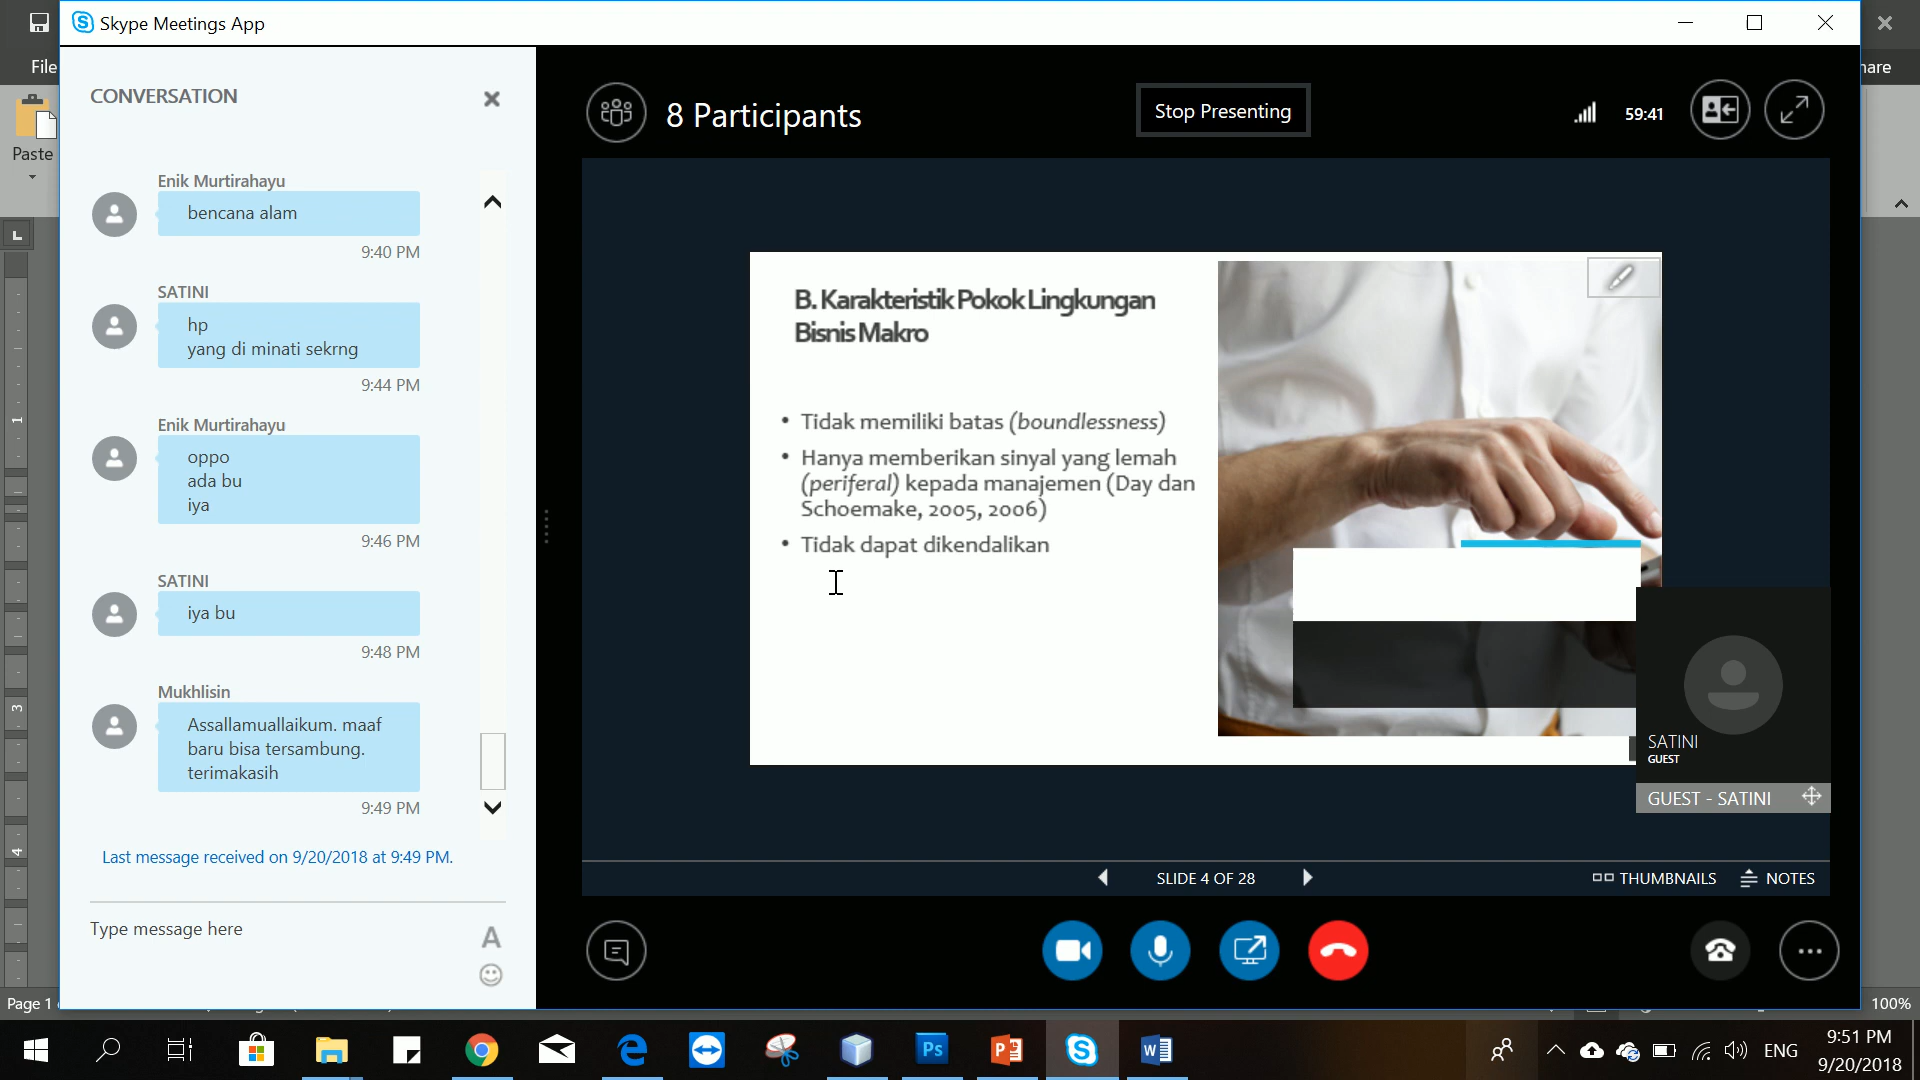 Skype Meetings App
File
hare
Paste
CONVERSATION
Enik Murtirahayu
bencana alam
9:40 PM
SATINI
hp
yang di minati sekrng
9:44 PM
Enik Murtirahayu
oppo
ada bu
iya
9:46 PM
SATINI
iya bu
9:48 PM
Mukhlisin
Assallamuallaikum. maaf
baru bisa tersambung.
terimakasih
9:49 PM
Last message received on 9/20/2018 at 9:49 PM.
Type message here
A
8 Participants
Stop Presenting
59:41
B. Karakteristik Pokok Lingkungan
Bisnis Makro
• Tidak memiliki batas (boundlessness)
• Hanya memberikan sinyal yang lemah
(periferal) kepada manajemen (Day dan
Schoemake, 2005, 2006)
• Tidak dapat dikendalikan
SATINI
GUEST
GUEST - SATINI
SLIDE 4 OF 28
THUMBNAILS
NOTES
L
1
3
4
Page 1
100%
Ps
ENG
9:51 PM
9/20/2018